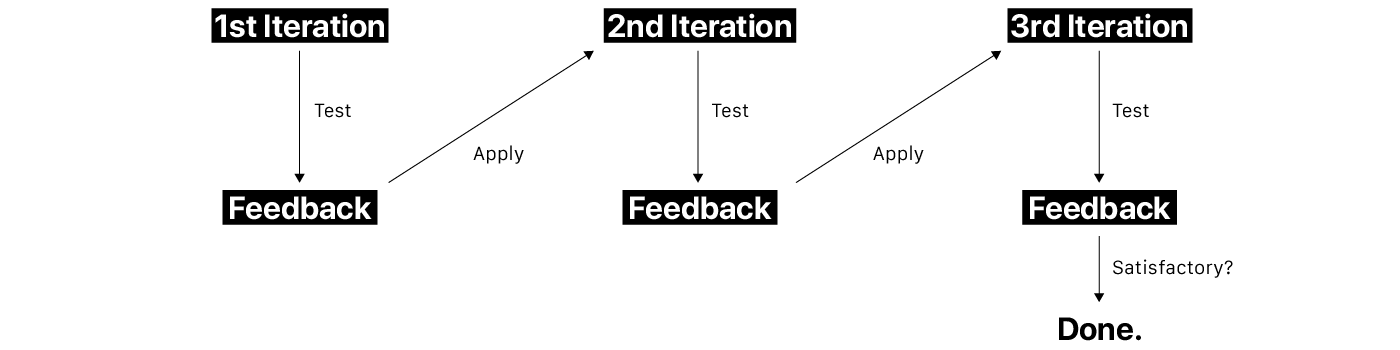 1st Iteration
2nd Iteration
3rd Iteration
Test
Test
Test
Apply
Apply
Feedback
Feedback
Feedback
Satisfactory?
Done.